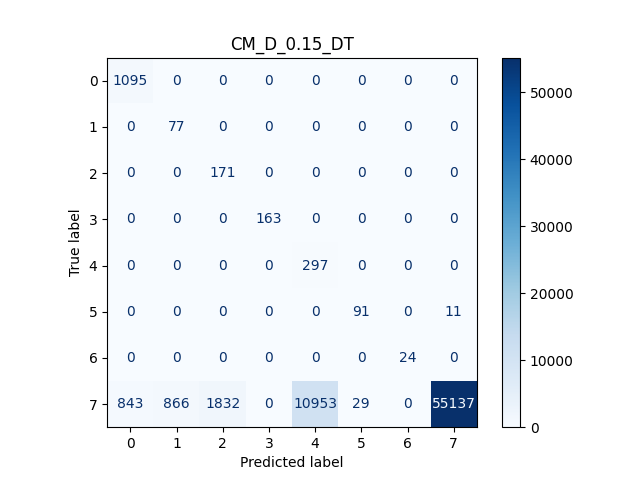 CM_D_0.15_DT
0 1095 0 0 0 0 0 0 0
1 0 77 0 0 0 0 0 0
2 0 0 171 0 0 0 0 0
3 0 0 0 163 0 0 0 0
4 0 0 0 0 297 0 0 0
5 0 0 0 0 0 91 0 11
6 0 0 0 0 0 0 24 0
7 843 866 1832 0 10953 29 0 55137
0 1 2 3 4 5 6 7
Predicted label
True label
50000
40000
30000
20000
10000
0